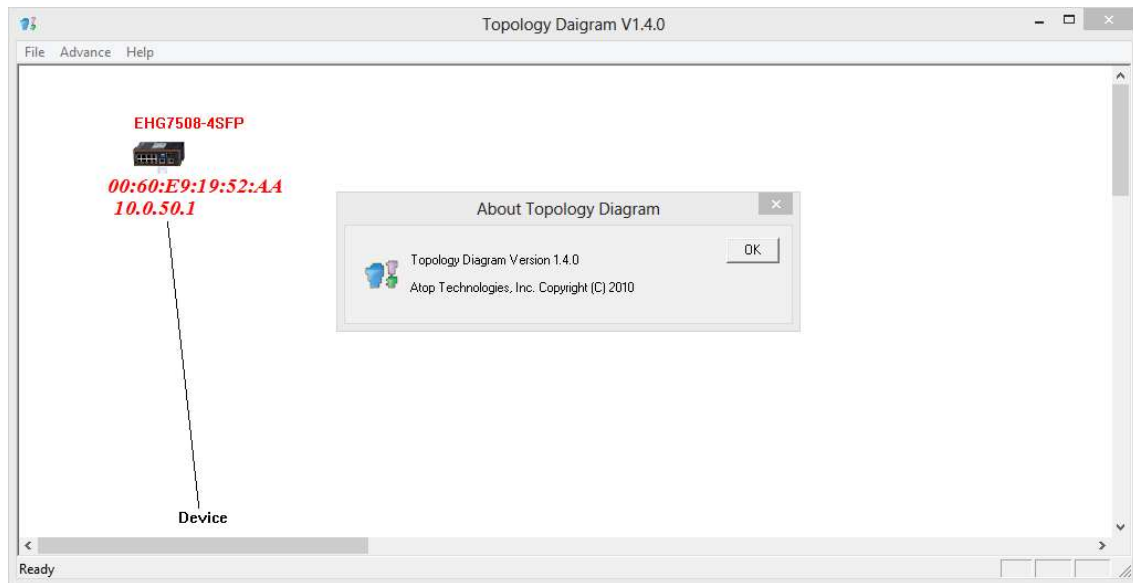 Topology Daigram V1.4.0
File Advance Help
EHG7508-4SFP
00:60:E9:19:52:AA
10.0.50.1
About Topology Diagram
OK
Topology Diagram Version 1.4.0
Atop Technologies, Inc. Copyright (C) 2010
Device
Ready